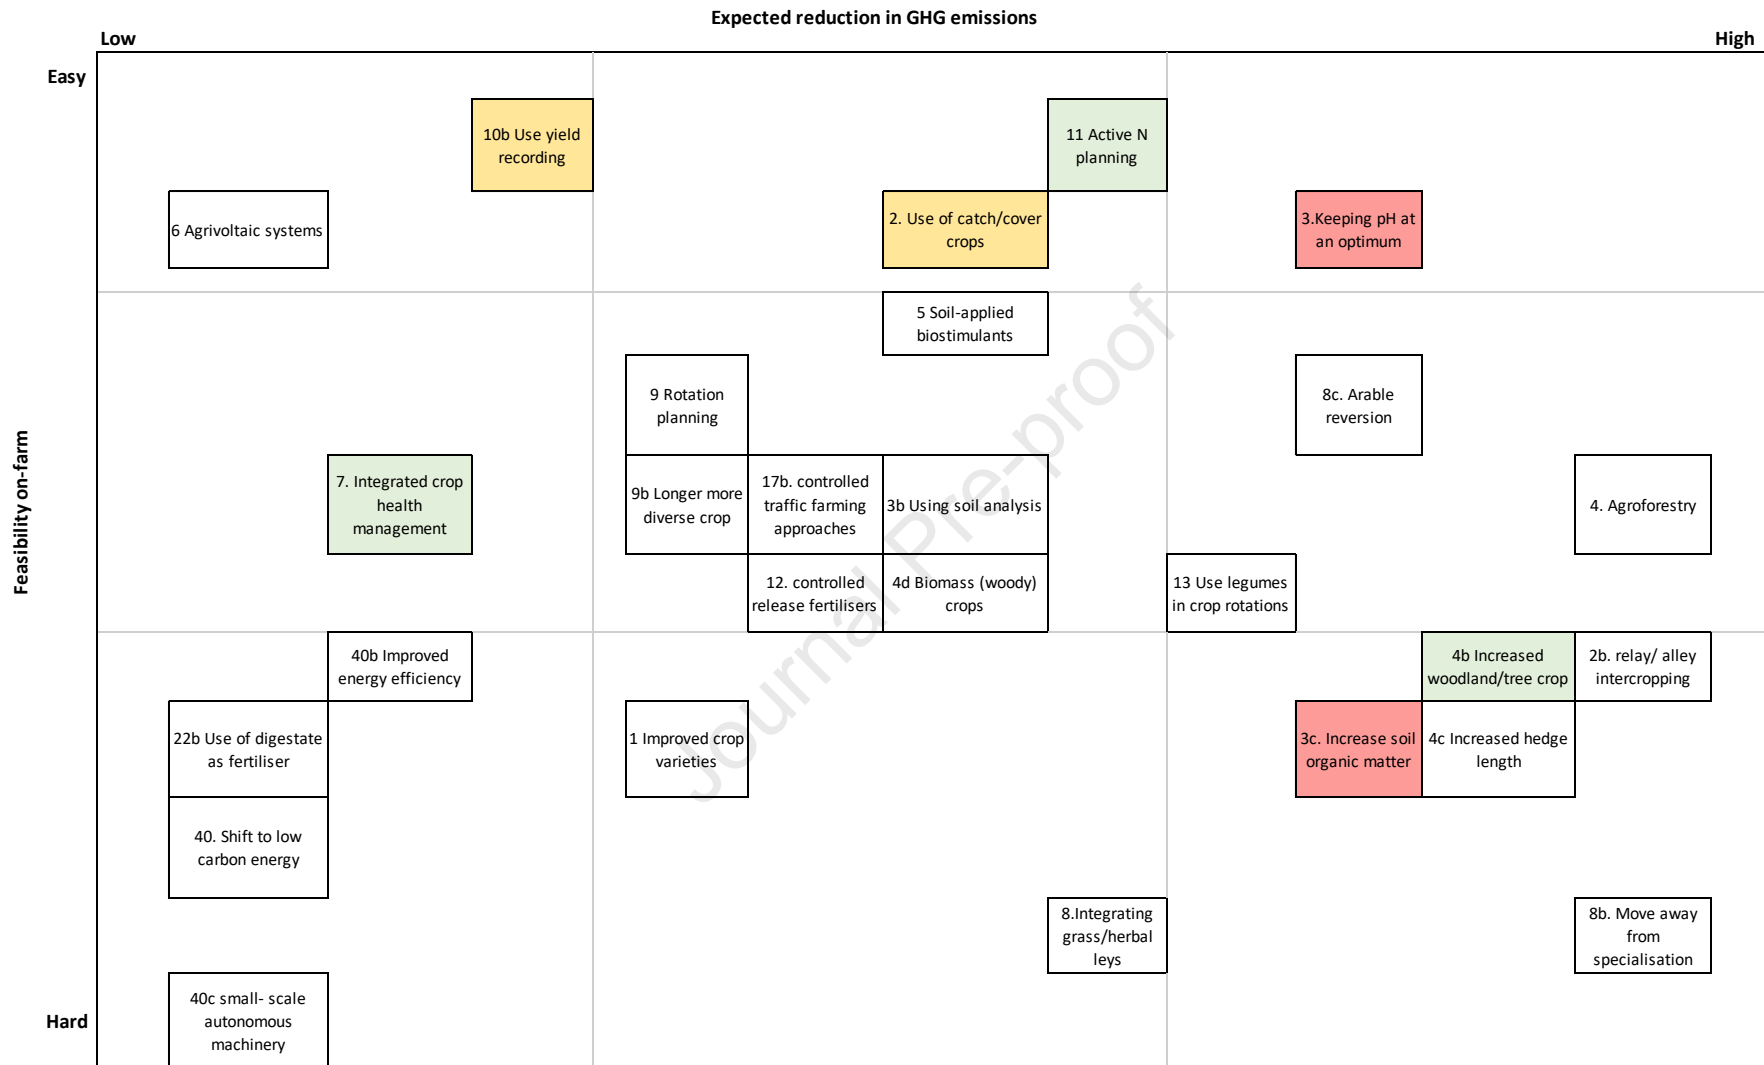 Expected reduction in GHG emissions
Low
High
Easy
10b Use yield
recording
11 Active N
planning
6 Agrivoltaic systems
2. Use of catch/cover
crops
3.Keeping pH at
an optimum
5 Soil-applied
biostimulants
9 Rotation
planning
8c. Arable
reversion
Feasibility on-farm
7. Integrated crop
health
management
9b Longer more
diverse crop
17b. controlled
traffic farming
approaches
3b Using soil analysis
4. Agroforestry
12. controlled
release fertilisers
4d Biomass (woody)
crops
13 Use legumes
in crop rotations
40b Improved
energy efficiency
4b Increased
woodland/tree crop
2b. relay/ alley
intercropping
22b Use of digestate
as fertiliser
1 Improved crop
varieties
3c. Increase soil
organic matter
4c Increased hedge
length
40. Shift to low
carbon energy
8.Integrating
grass/herbal
leys
8b. Move away
from
specialisation
Hard
40c small- scale
autonomous
machinery
Journal Pre-proof